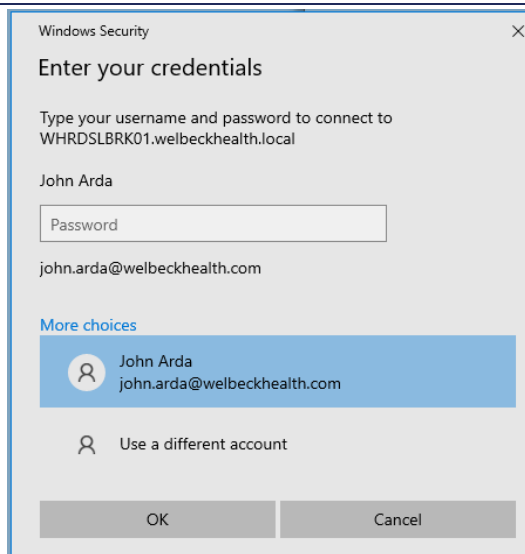 Windows Security
Enter your credentials
Type your username and password to connect to
WHRDSLBRK01.welbeckhealth.local
John Arda
Password
john.arda@welbeckhealth.com
More choices
John Arda
john.arda@welbeckhealth.com
Use a different account
OK
Cancel